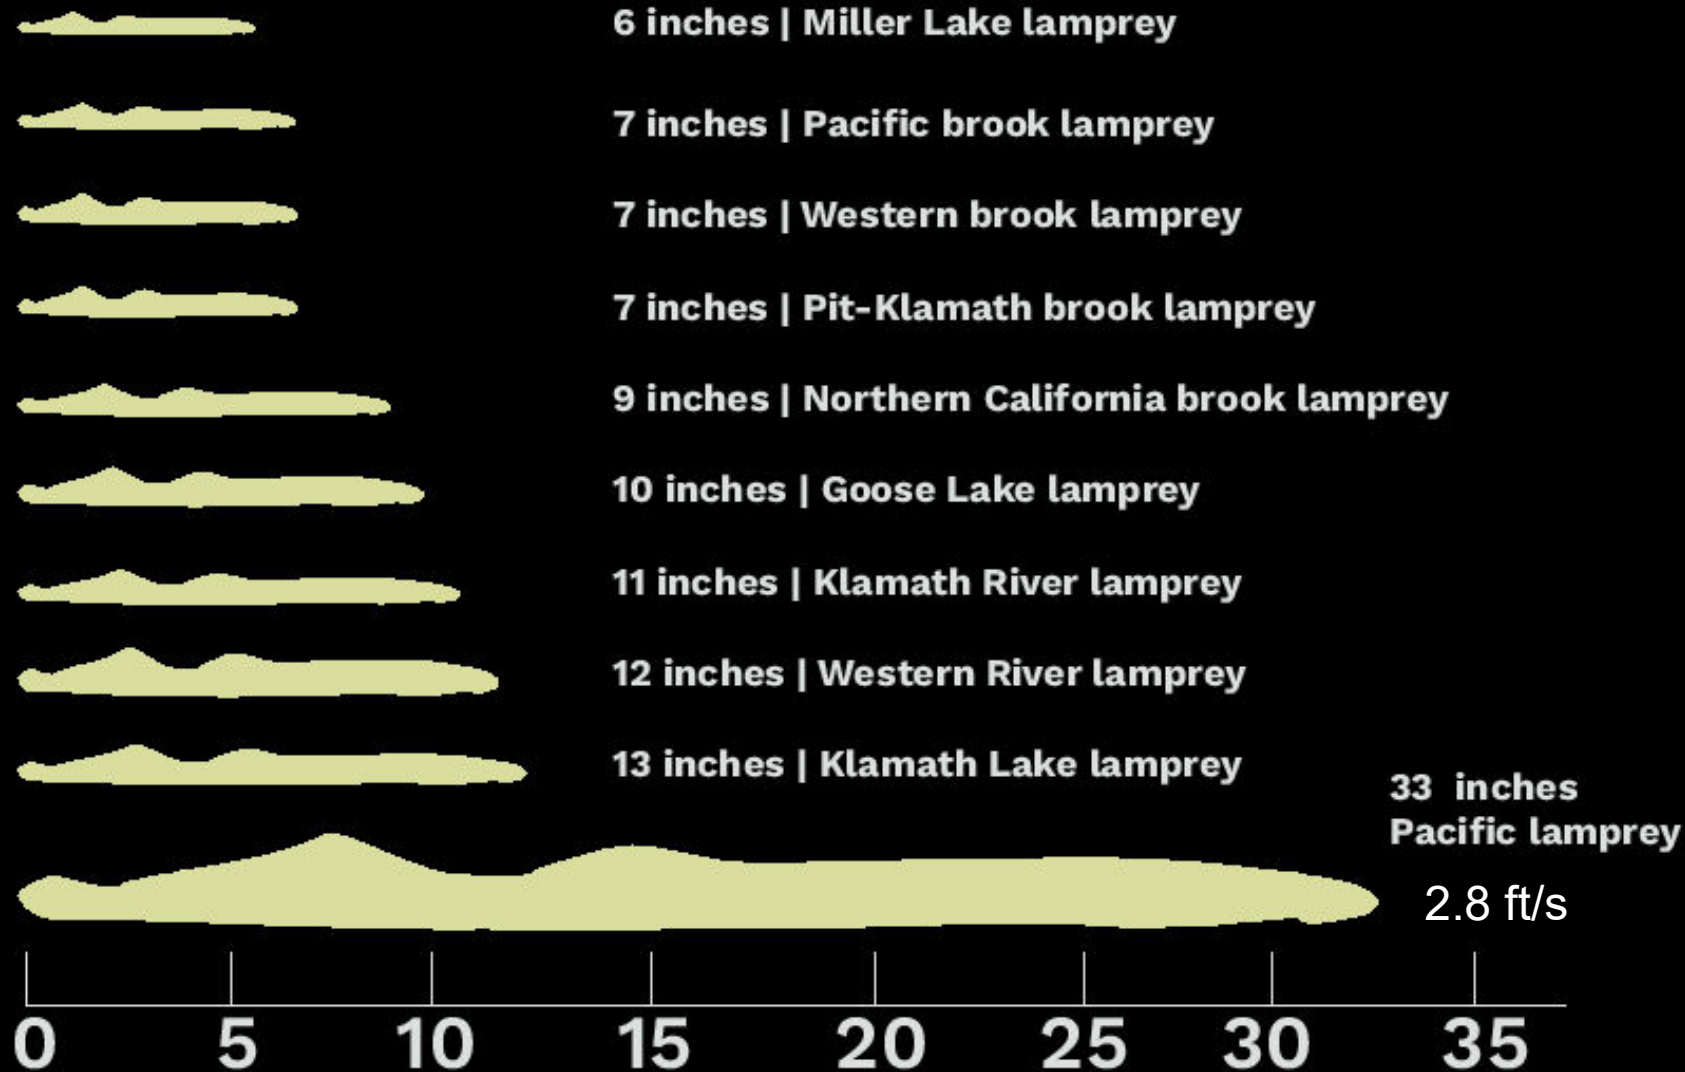 6 inches | Miller Lake lamprey
7 inches | Pacific brook lamprey
7 inches | Western brook lamprey
7 inches | Pit-Klamath brook lamprey
9 inches | Northern California brook lamprey
10 inches | Goose Lake lamprey
11 inches | Klamath River lamprey
12 inches | Western River lamprey
13 inches | Klamath Lake lamprey
33 inches
Pacific lamprey
2.8 ft/s
0 5 10 15 20 25 30 35